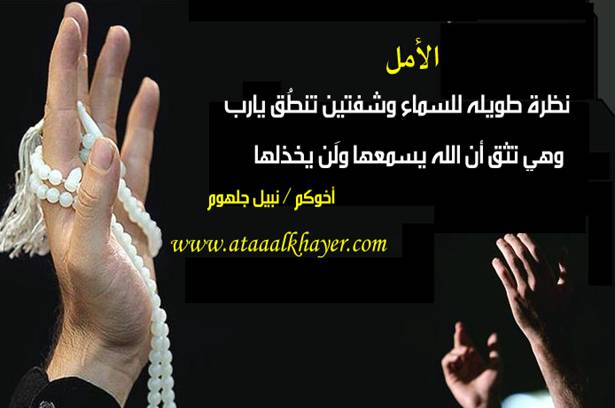 الأمل
نظرة طويله للسماء وشفتين تنطُق يارب
وهي تثق أن الله يسمعها ولَن يخذلها
أخوكم / نبيل جلهوم
www.ataaalkhayer.com